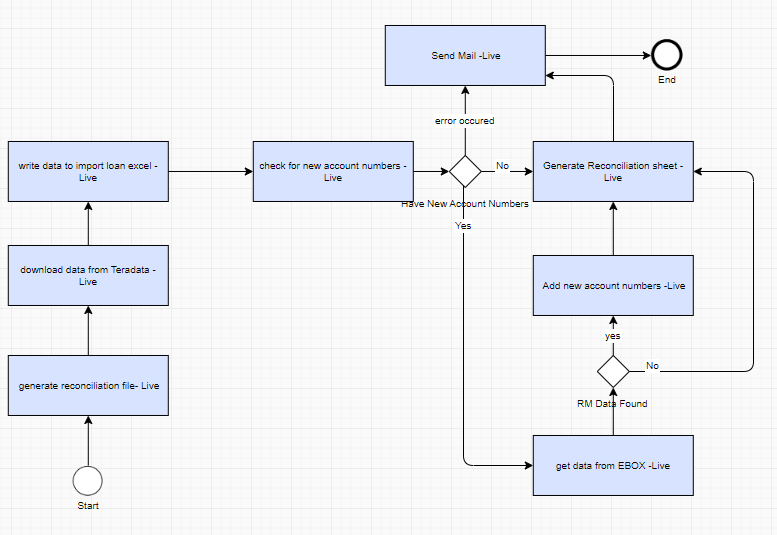 Send Mail -Live
End
error occured
write data to import loan excel -
Live
check for new account numbers -
Live
No
Generate Reconciliation sheet -
Live
Have New Account Numbers
Yes
download data from Teradata -
Live
Add new account numbers -Live
yes
No
generate reconciliation file- Live
RM Data Found
get data from EBOX -Live
Start